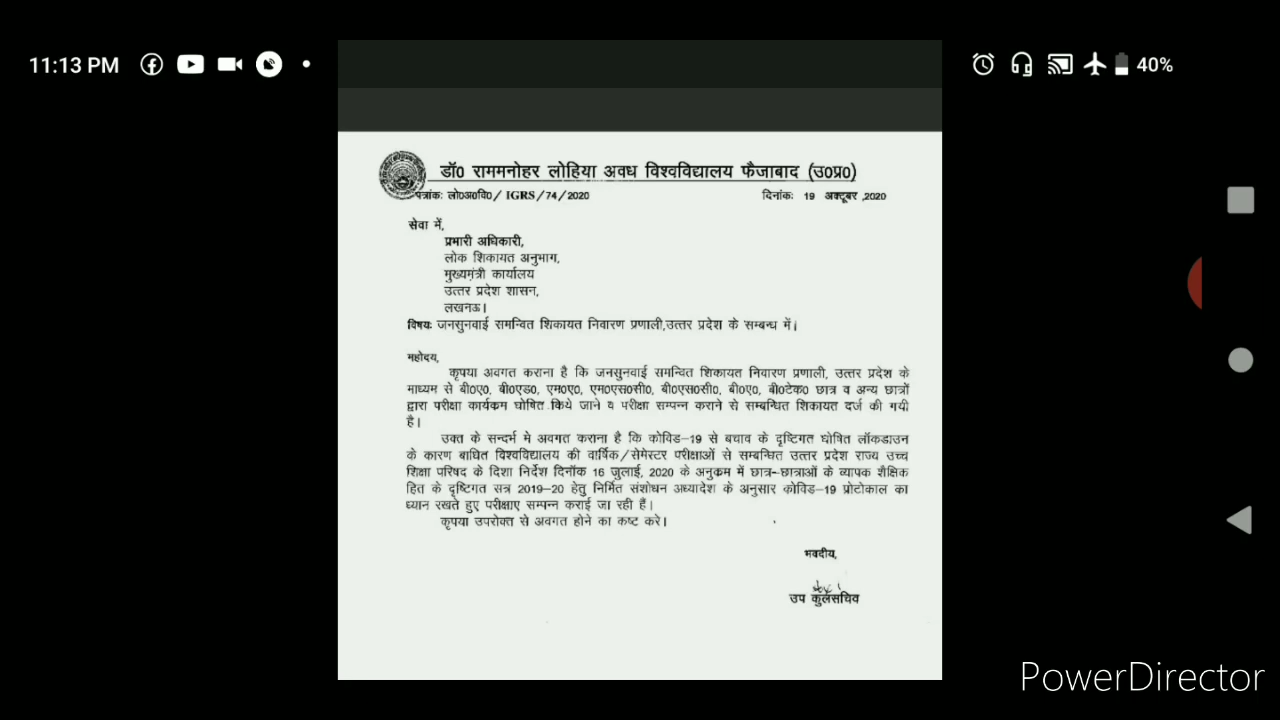 11:13 PM
40%
डॉ0 राममनोहर लोहिया अवध विश्वविद्यालय फैजाबाद (उ0प्र0)
पत्रांक: लो0अ0वि0/ IGRS/74/2020 दिनांक: 19 अक्टूबर ,2020
सेवा में,
प्रभारी अधिकारी,
लोक शिकायत अनुभाग,
मुख्यमंत्री कार्यालय
उत्तर प्रदेश शासन,
लखनऊ।
विषय: जनसुनवाई समन्वित शिकायत निवारण प्रणाली,उत्तर प्रदेश के सम्बन्ध में।
महोदय,
कृपया अवगत कराना है कि जनसुनवाई समन्वित शिकायत निवारण प्रणाली, उत्तर प्रदेश के
माध्यम से बी0ए0, बी0एड0, एम0ए0, एम0एस0सी0, बी0एस0सी0, बी0ए0, बी0टेक0 छात्र व अन्य छात्रों
द्वारा परीक्षा कार्यक्रम घोषित किये जाने व परीक्षा सम्पन्न कराने से सम्बन्धित शिकायत दर्ज की गयी
है।
उक्त के सन्दर्भ मे अवगत कराना है कि कोविड-19 से बचाव के दृष्टिगत घोषित लॉकडाउन
के कारण बाधित विश्वविद्यालय की वार्षिक/सेमेस्टर परीक्षाओं से सम्बन्धित उत्तर प्रदेश राज्य उच्च
शिक्षा परिषद के दिशा निर्देश दिनॉक 16 जुलाई, 2020 के अनुक्रम में छात्र-छात्राओं के व्यापक शैक्षिक
हित के दृष्टिगत सत्र 2019-20 हेतु निर्मित संशोधन अध्यादेश के अनुसार कोविड-19 प्रोटोकाल का
ध्यान रखते हुए परीक्षाए सम्पन्न कराई जा रही हैं।
कृपया उपरोक्त से अवगत होने का कष्ट करे।
भवदीय,
उप कुलसचिव
PowerDirector